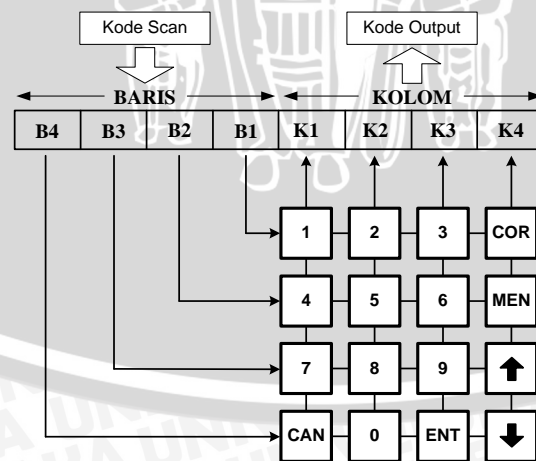 Kode Scan Kode Output
BARIS KOLOM
B4 B3 B2 B1 K1 K2 K3 K4
1 2 3 COR
4 5 6 MEN
7 8 9
CAN 0 ENT